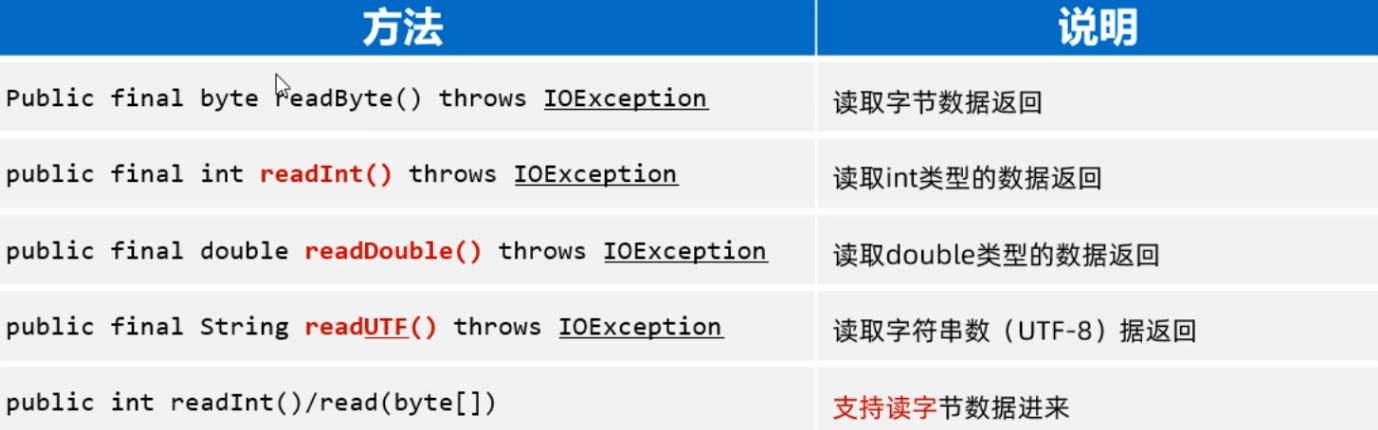 方法 说明
Public final byte readByte() throws IOException 读取字节数据返回
public final int readInt() throws IOException 读取int类型的数据返回
public final double readDouble() throws IOException 读取double类型的数据返回
public final String readUTF() throws IOException 读取字符串数（UTF-8）据返回
public int readInt()/read(byte[]) 支持读字节数据进来